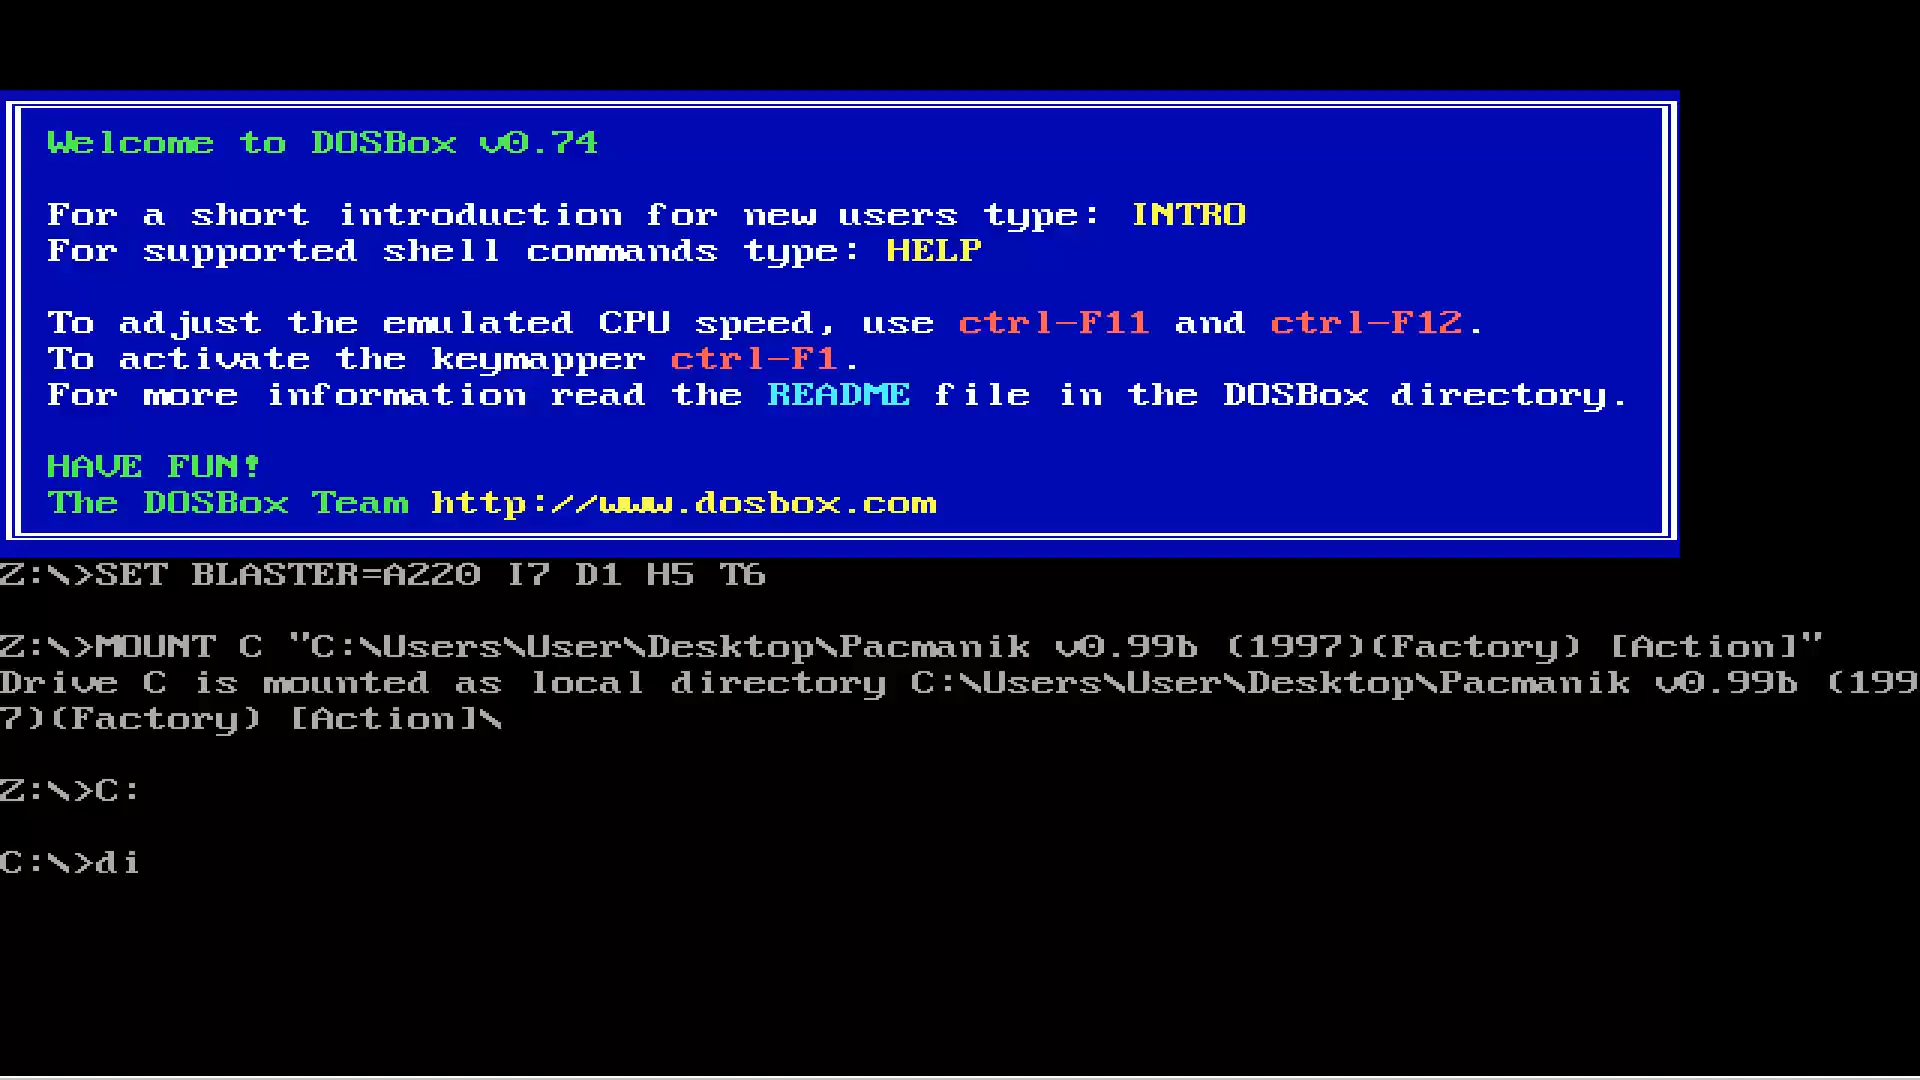 Welcome to DOSBox v0.74
For a short introduction for new users type: INTRO
For supported shell commands type: HELP
To adjust the emulated CPU speed, use ctrl-F11 and ctrl-F12.
To activate the keymapper ctrl-F1.
For more information read the README file in the DOSBox directory.
HAVE FUN!
The DOSBox Team http://www.dosbox.com
Z:\>SET BLASTER=A220 I7 D1 H5 T6
Z:\>MOUNT C "C:\Users\User\Desktop\Pacmanik v0.99b (1997)(Factory) [Action]"
Drive C is mounted as local directory C:\Users\User\Desktop\Pacmanik v0.99b (199
7)(Factory) [Action]\
Z:\>C:
C:\>di